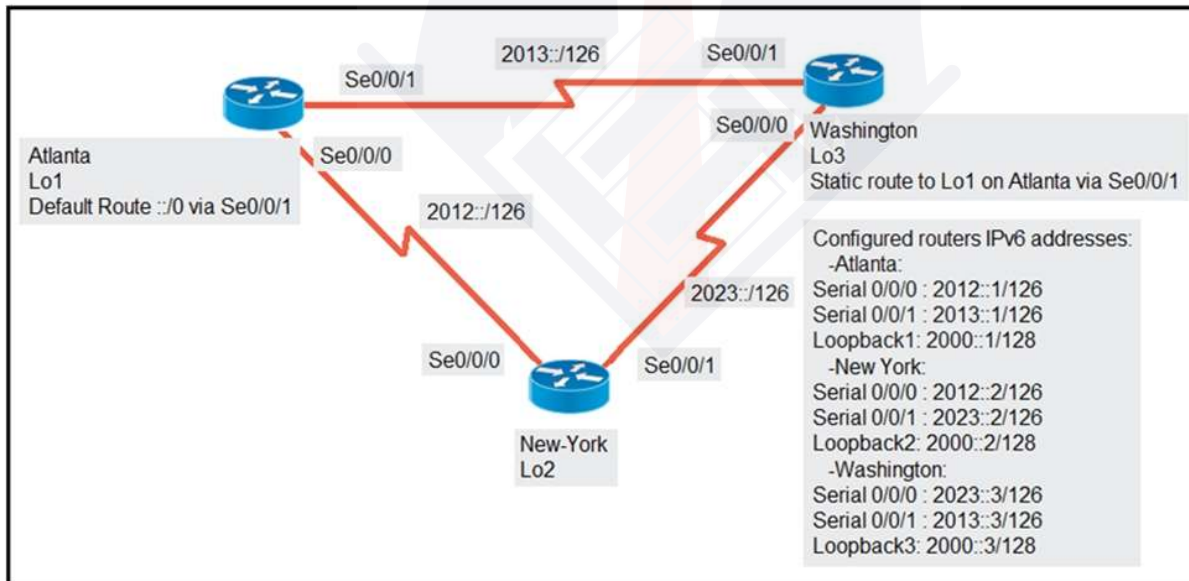 2013::/126
Se0/0/1
Se0/0/1
Se0/0/0
Atlanta
Lo1
Default Route ::/0 via Se0/0/1
Se0/0/0
Washington
Lo3
Static route to Lo1 on Atlanta via Se0/0/1
2012::/126
2023::/126
Se0/0/0
Se0/0/1
New-York
Lo2
Configured routers IPv6 addresses:
-Atlanta:
Serial 0/0/0 : 2012::1/126
Serial 0/0/1 : 2013::1/126
Loopback1: 2000::1/128
-New York:
Serial 0/0/0 : 2012::2/126
Serial 0/0/1 : 2023::2/126
Loopback2: 2000::2/128
-Washington:
Serial 0/0/0 : 2023::3/126
Serial 0/0/1 : 2013::3/126
Loopback3: 2000::3/128